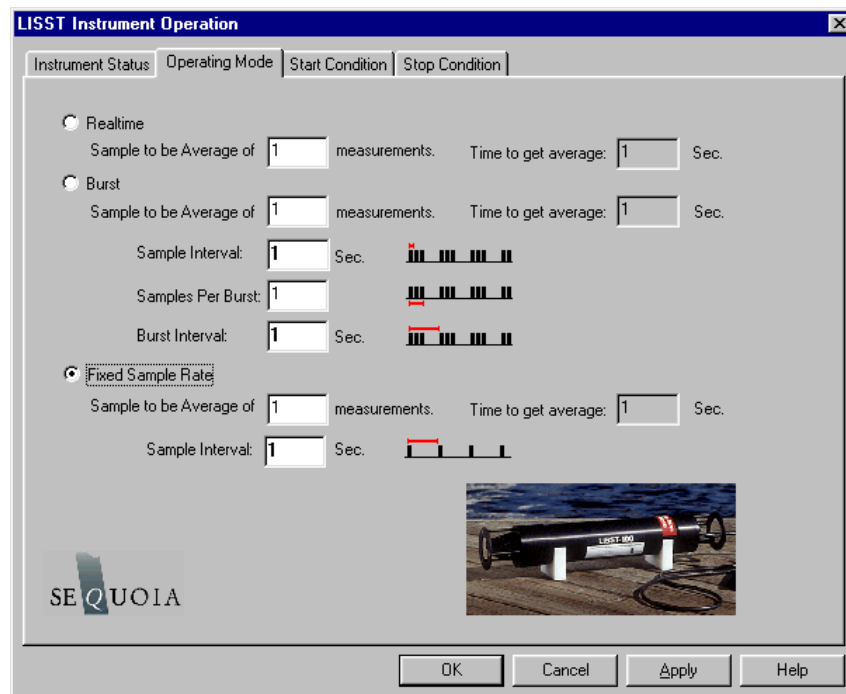 LISST Instrument Operation
Instrument Status Operating Mode Start Condition Stop Condition
Realtime
Sample to be Average of 1 measurements. Time to get average: 1 Sec.
Burst
Sample to be Average of 1 measurements. Time to get average: 1 Sec.
Sample Interval: 1 Sec.
Samples Per Burst: 1
Burst Interval: 1 Sec.
Fixed Sample Rate
Sample to be Average of 1 measurements. Time to get average: 1 Sec.
Sample Interval: 1 Sec.
LISST-100
SEQUOIA
OK Cancel Apply Help